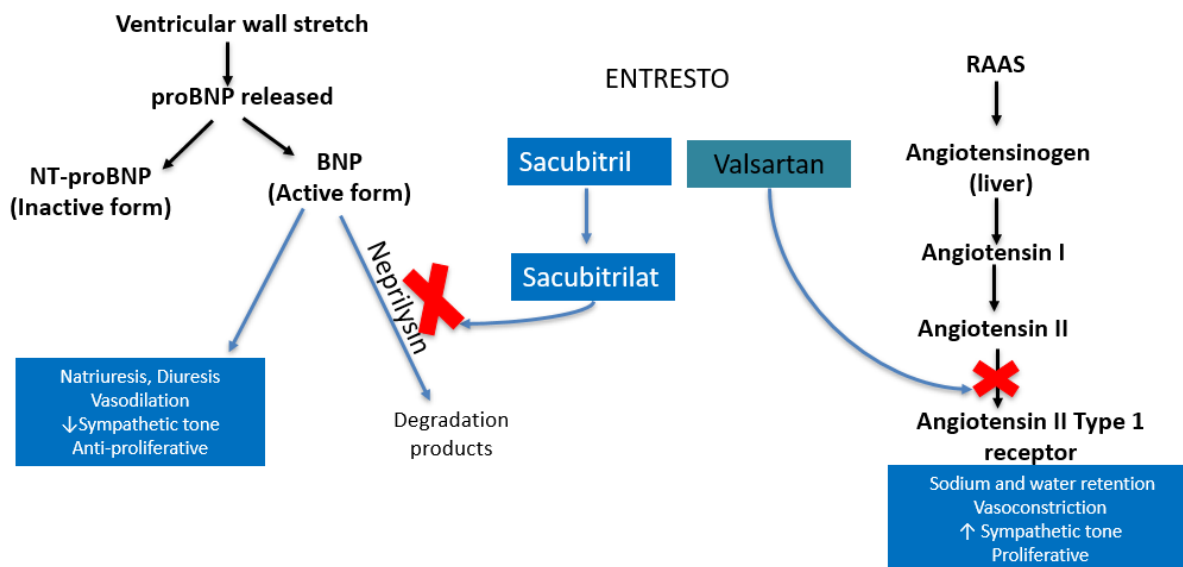 Ventricular wall stretch
proBNP released
NT-proBNP
(Inactive form)
BNP
(Active form)
Neprilysin
Natriuresis, Diuresis
Vasodilation
↓Sympathetic tone
Anti-proliferative
Degradation
products
ENTRESTO
Sacubitril
Sacubitrilat
Valsartan
RAAS
Angiotensinogen
(liver)
Angiotensin I
Angiotensin II
Angiotensin II Type 1
receptor
Sodium and water retention
Vasoconstriction
↑ Sympathetic tone
Proliferative